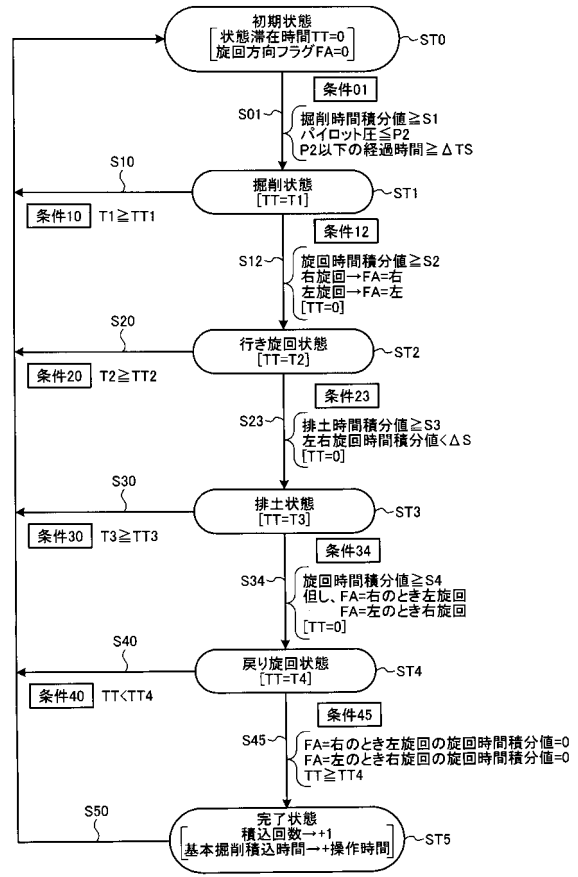 初期状態
[状態滞在時間TT=0
旋回方向フラグFA=0]
ST0
条件01
S01
掘削時間積分値≧S1
パイロット圧≦P2
P2以下の経過時間≧ΔTS
S10
掘削状態
[TT=T1]
ST1
条件10 T1≧TT1
条件12
S12
旋回時間積分値≧S2
右旋回→FA=右
左旋回→FA=左
[TT=0]
S20
行き旋回状態
[TT=T2]
ST2
条件20 T2≧TT2
条件23
S23
排土時間積分値≧S3
左右旋回時間積分値<ΔS
[TT=0]
S30
排土状態
[TT=T3]
ST3
条件30 T3≧TT3
条件34
S34
旋回時間積分値≧S4
但し、FA=右のとき左旋回
FA=左のとき右旋回
[TT=0]
S40
戻り旋回状態
[TT=T4]
ST4
条件40 TT<TT4
条件45
S45
FA=右のとき左旋回の旋回時間積分値=0
FA=左のとき右旋回の旋回時間積分値=0
TT≧TT4
S50
完了状態
[積込回数→+1
基本掘削積込時間→+操作時間]
ST5